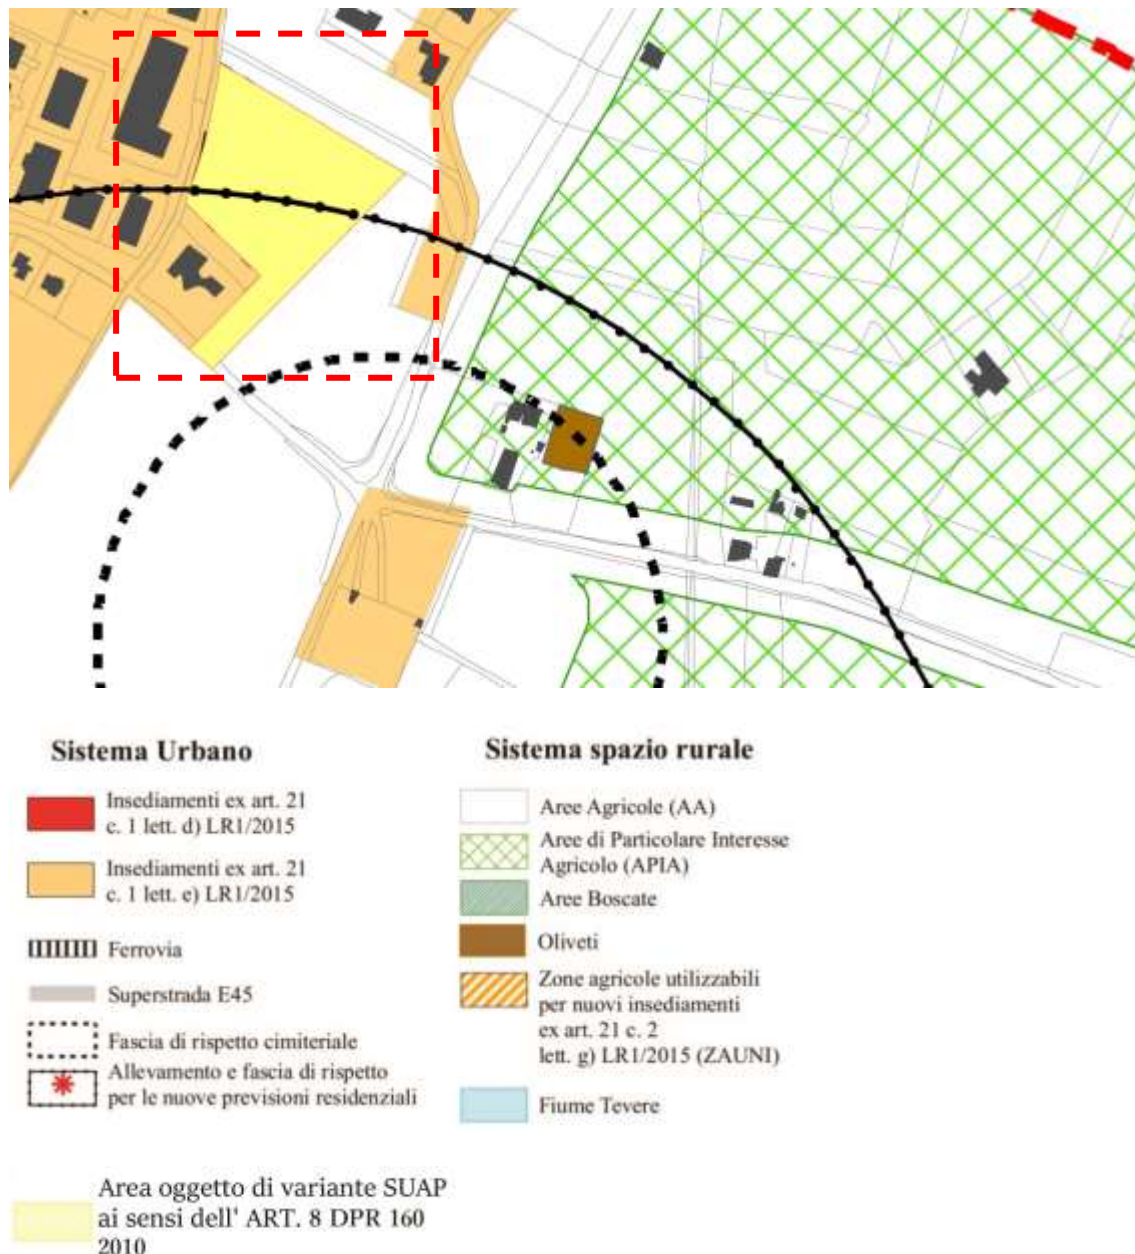 Sistema Urbano
Insediamenti ex art. 21
c. 1 lett. d) LR1/2015
Insediamenti ex art. 21
c. 1 lett. e) LR1/2015
Ferrovia
Superstrada E45
Fascia di rispetto cimiteriale
Allevamento e fascia di rispetto
per le nuove previsioni residenziali
Area oggetto di variante SUAP
ai sensi dell' ART. 8 DPR 160
2010
Sistema spazio rurale
Aree Agricole (AA)
Aree di Particolare Interesse
Agricolo (APIA)
Aree Boscate
Oliveti
Zone agricole utilizzabili
per nuovi insediamenti
ex art. 21 c. 2
lett. g) LR1/2015 (ZAUNI)
Fiume Tevere